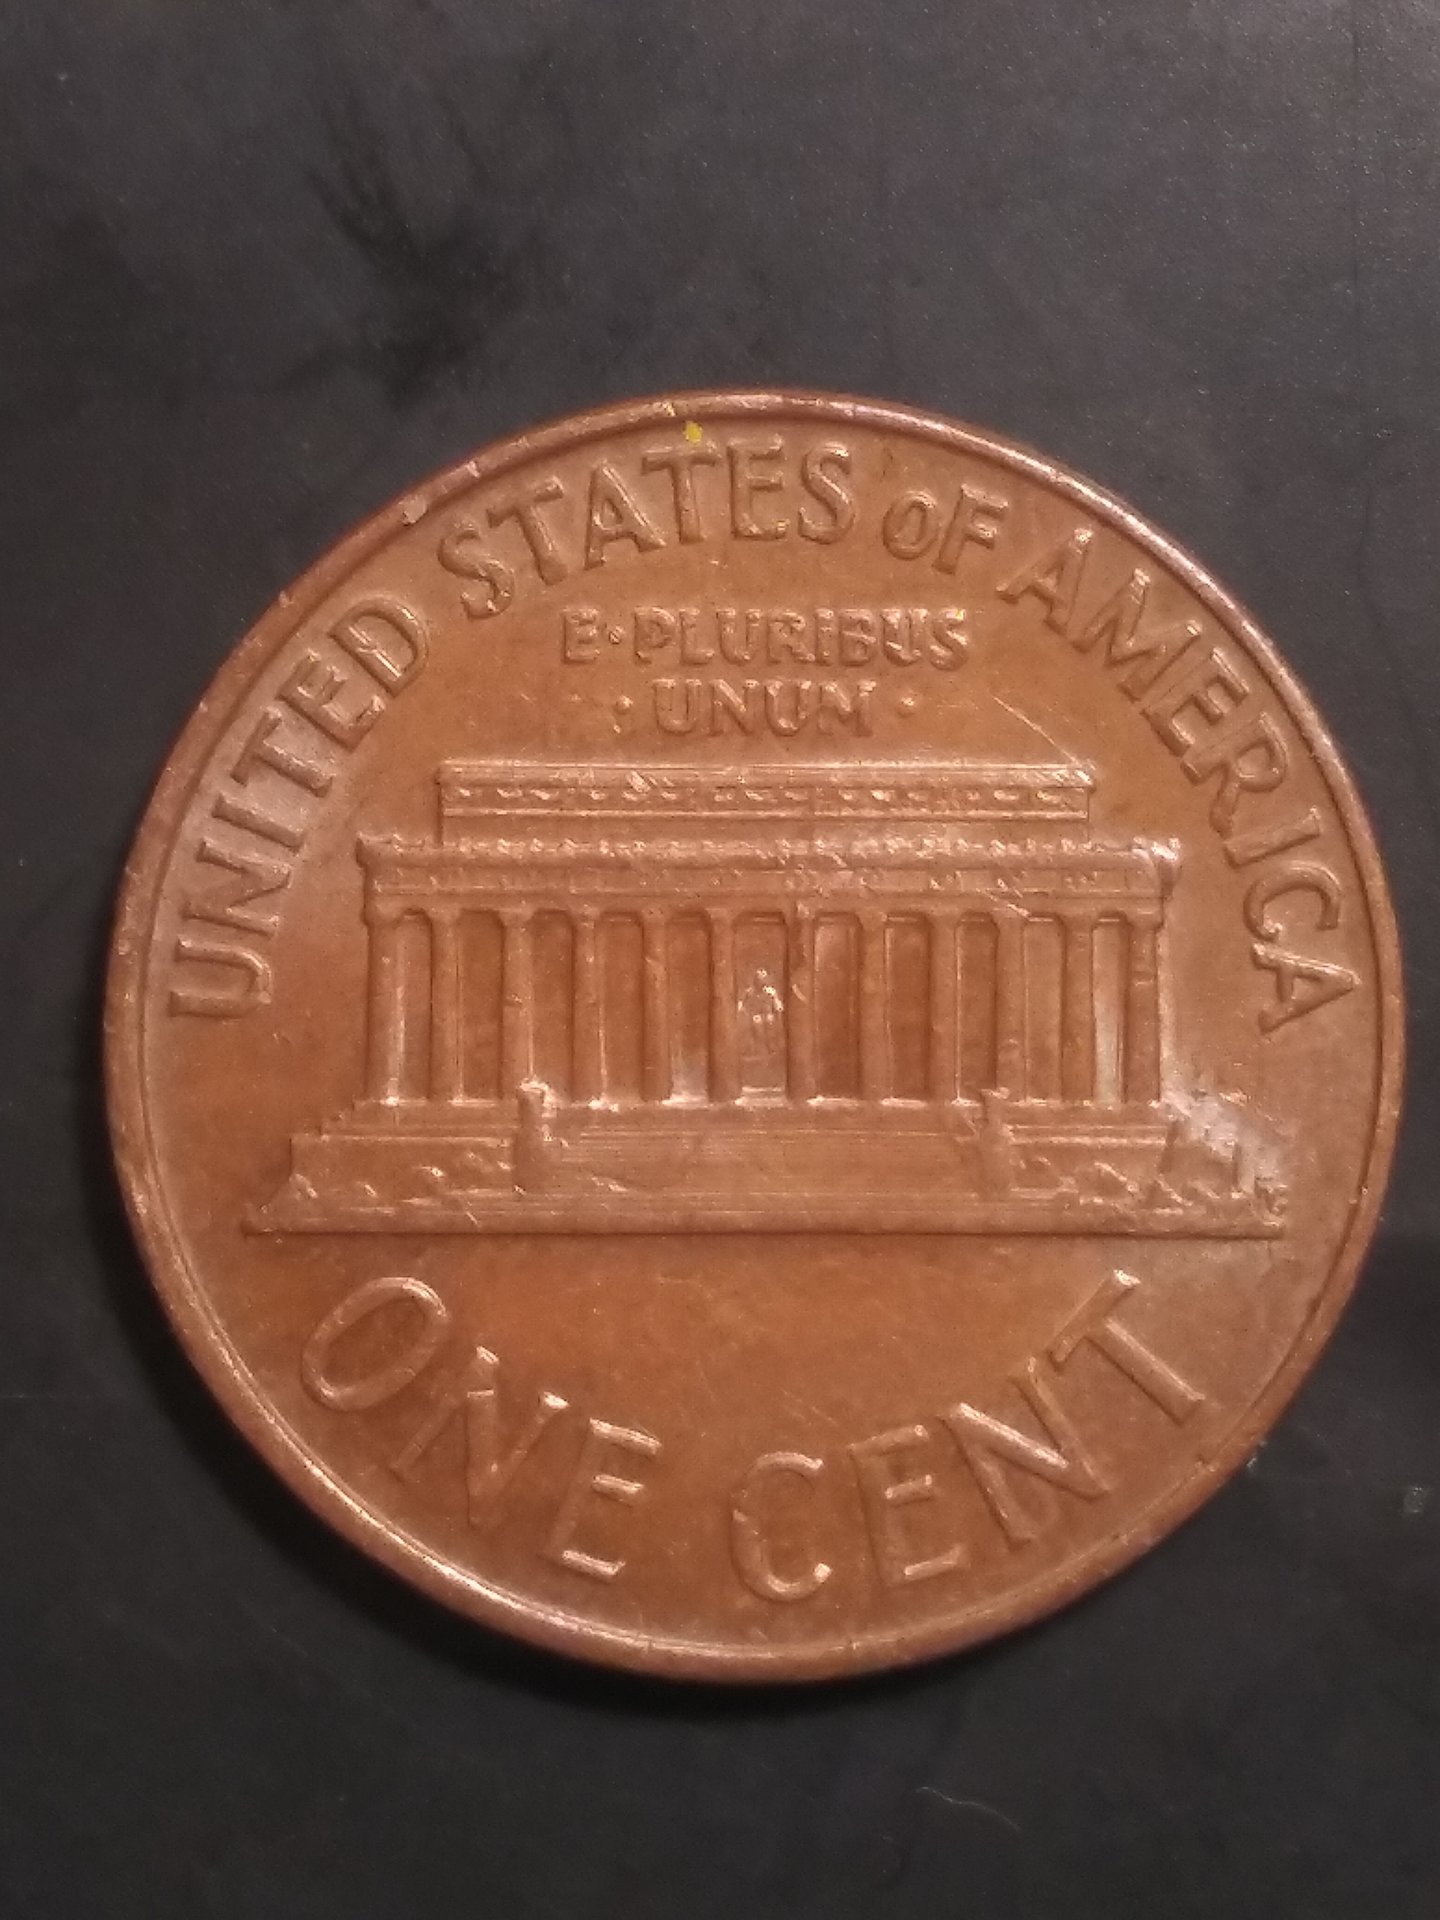 UNITED STATES OF AMERICA
E·PLURIBUS
·UNUM·
ONE CENT